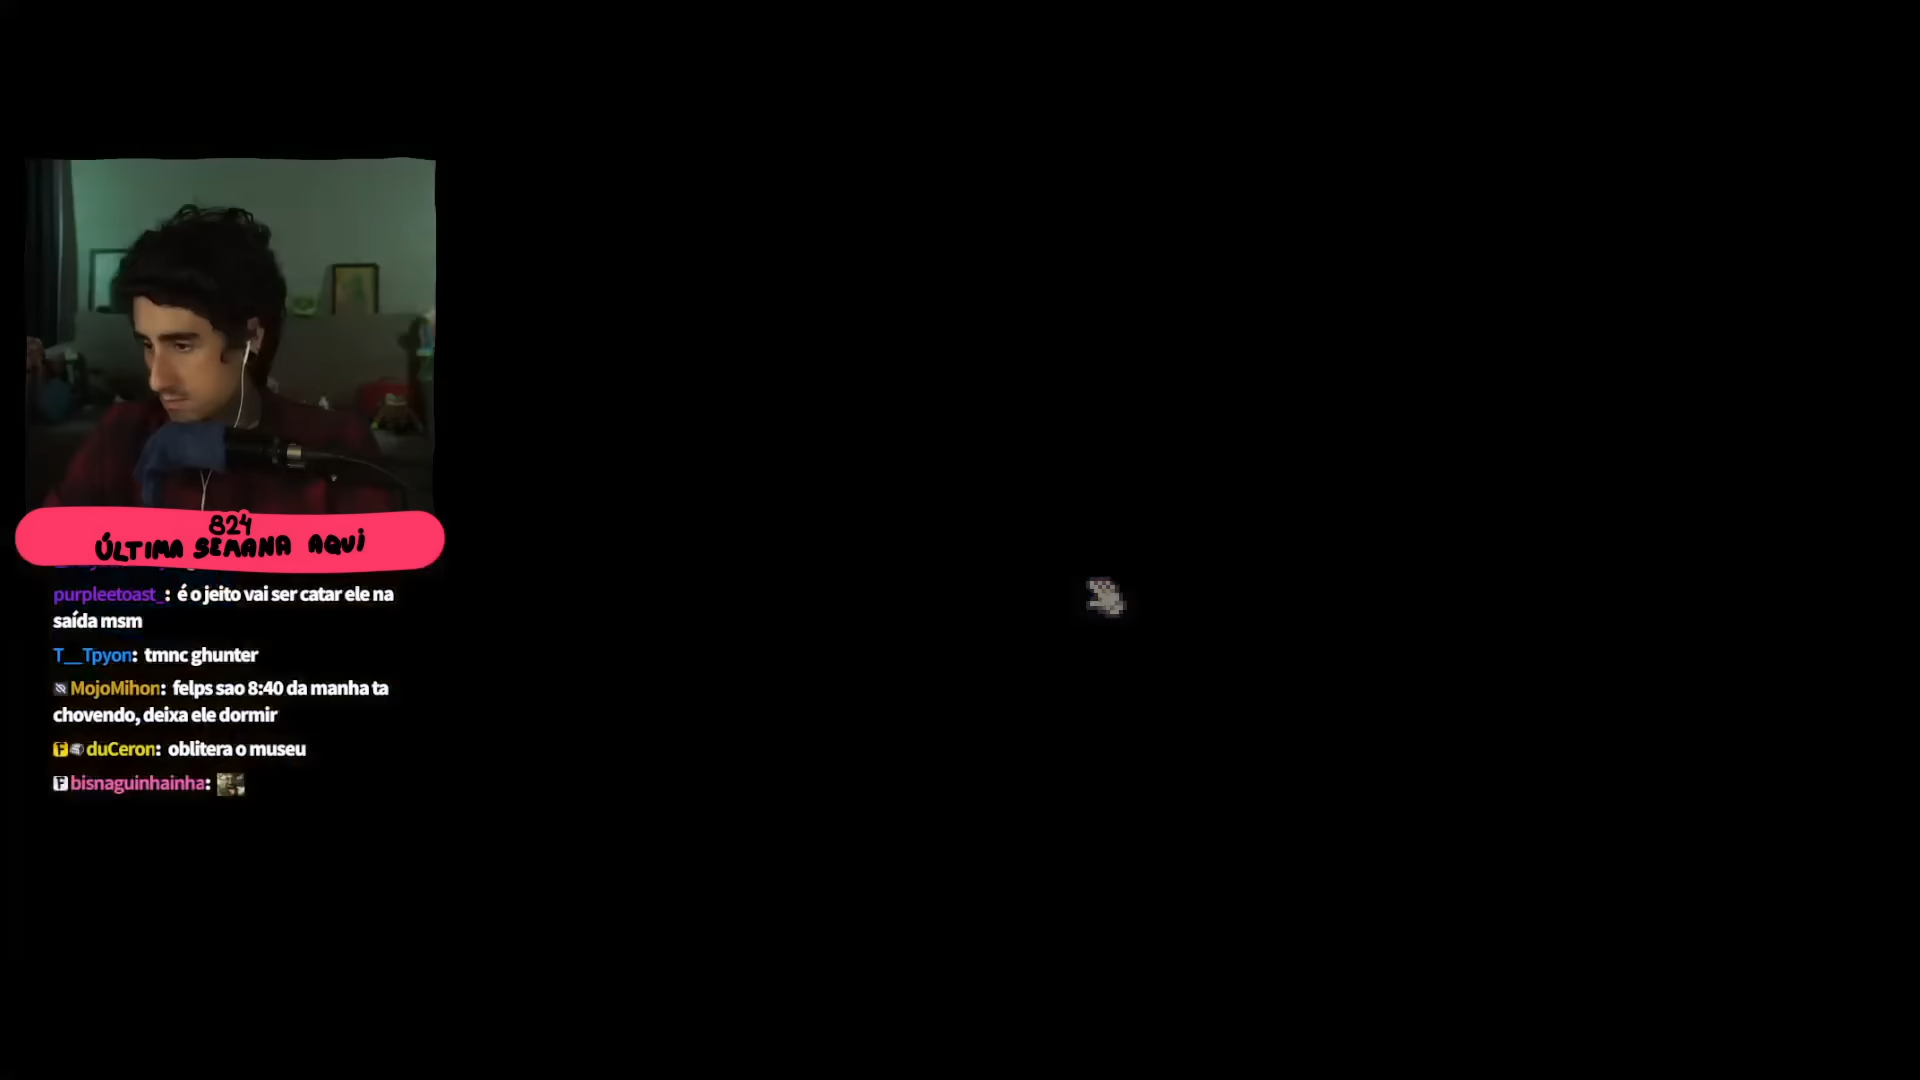 824
ÚLTIMA SEMANA AQUI
purpleetoast_: é o jeito vai ser catar ele na
saída msm
T__Tpyon: tmnc ghunter
MojoMihon: felps sao 8:40 da manha ta
chovendo, deixa ele dormir
F duCeron: oblitera o museu
F bisnaguinhainha: